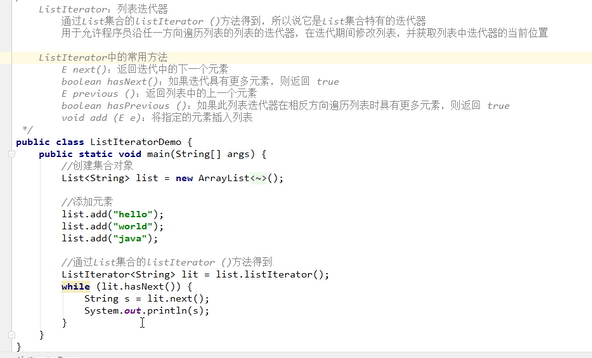 ListIterator：列表迭代器
通过List集合的ListIterator ()方法得到，所以说它是List集合特有的迭代器
用于允许程序员沿任一方向遍历列表的列表的迭代器，在迭代期间修改列表，并获取列表中迭代器的当前位置
ListIterator中的常用方法
E next()：返回迭代中的下一个元素
boolean hasNext()：如果迭代具有更多元素，则返回 true
E previous ()：返回列表中的上一个元素
boolean hasPrevious ()：如果此列表迭代器在相反方向遍历列表时具有更多元素，则返回 true
void add (E e)：将指定的元素插入列表
*/
public class ListIteratorDemo {
public static void main(String[] args) {
//创建集合对象
List<String> list = new ArrayList<~>();
//添加元素
list.add("hello");
list.add("world");
list.add("java");
//通过List集合的listIterator ()方法得到
ListIterator<String> lit = list.listIterator();
while (lit.hasNext()) {
String s = lit.next();
System.out.println(s);
}
}
}